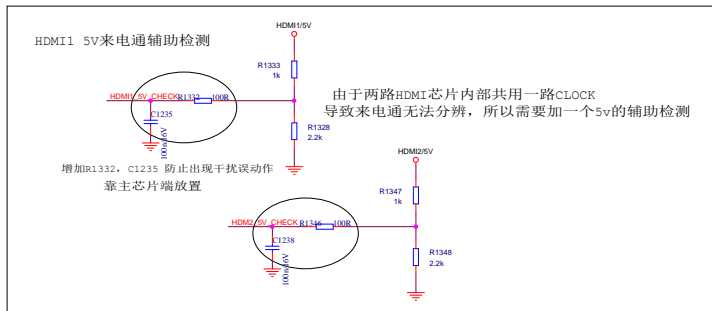 HDMI1/5V
HDMI1 5V来电通辅助检测
R1333
1k
HDMI1_5V_CHECK R1332 100R
C1235
100n/16V
R1328
2.2k
由于两路HDMI芯片内部共用一路CLOCK
导致来电通无法分辨，所以需要加一个5v的辅助检测
增加R1332，C1235 防止出现干扰误动作
靠主芯片端放置
HDMI2/5V
R1347
1k
HDM2_5V_CHECK R1346 100R
C1238
100n/16V
R1348
2.2k